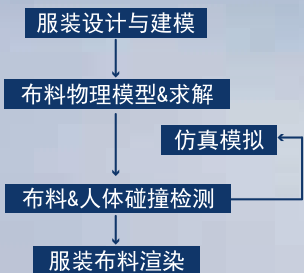 服装设计与建模
布料物理模型&求解
仿真模拟
布料&人体碰撞检测
服装布料渲染